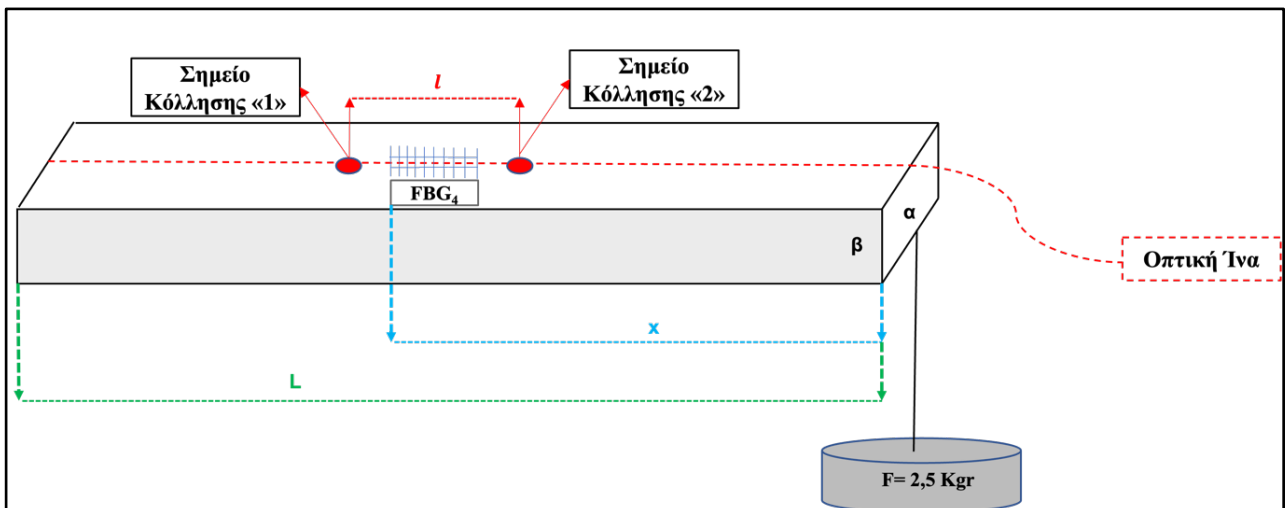 Σημείο
Κόλλησης «1»
l
Σημείο
Κόλλησης «2»
FBG₄
α
β
Οπτική Ίνα
x
L
F= 2,5 Kgr